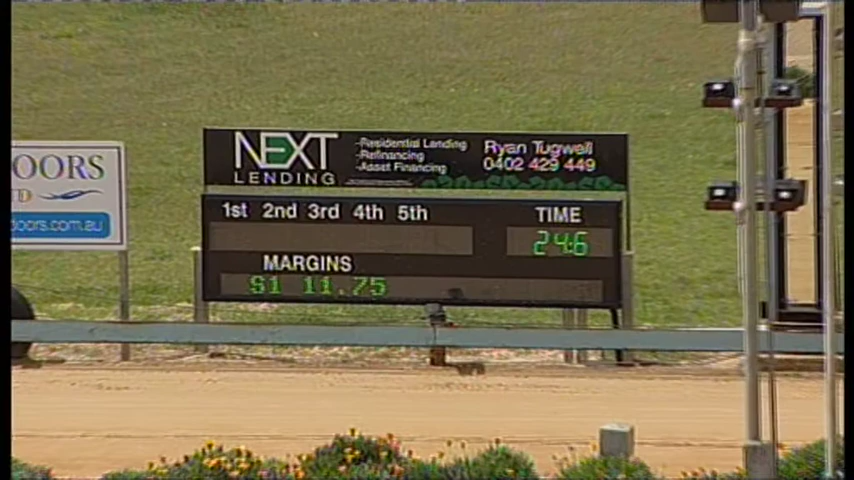 NEXT
LENDING
-Residential Lending
-Refinancing
-Asset Financing
Ryan Tugwell
0402 429 449
OORS
oors.com.au
1st 2nd 3rd 4th 5th
TIME
24:6
MARGINS
S1 11.75